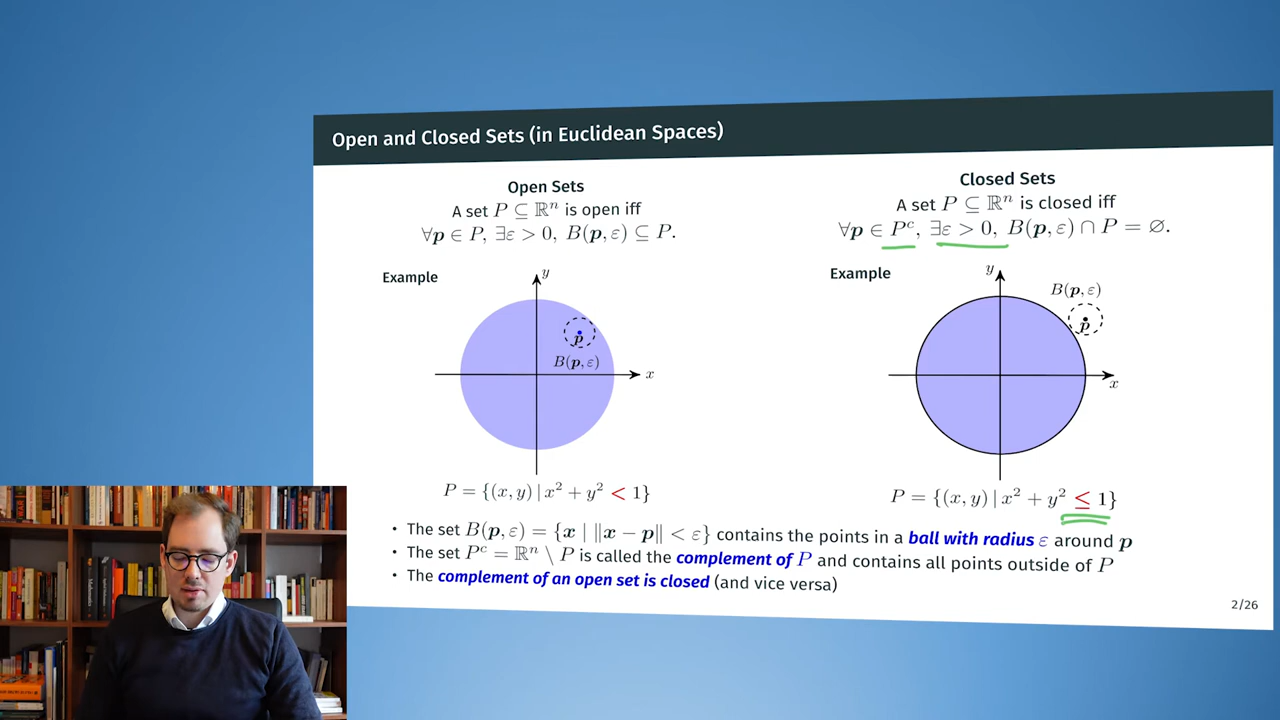 Open and Closed Sets (in Euclidean Spaces)
Open Sets
A set P ⊆ ℝⁿ is open iff
∀p ∈ P, ∃ε > 0, B(p, ε) ⊆ P.
Example
y
p
B(p, ε)
x
P = {(x, y) | x² + y² < 1}
Closed Sets
A set P ⊆ ℝⁿ is closed iff
∀p ∈ Pᶜ, ∃ε > 0, B(p, ε) ∩ P = ∅.
Example
y
B(p, ε)
p
x
P = {(x, y) | x² + y² ≤ 1}
• The set B(p, ε) = {x | ‖x − p‖ < ε} contains the points in a ball with radius ε around p
• The set Pᶜ = ℝⁿ \ P is called the complement of P and contains all points outside of P
• The complement of an open set is closed (and vice versa)
2/26